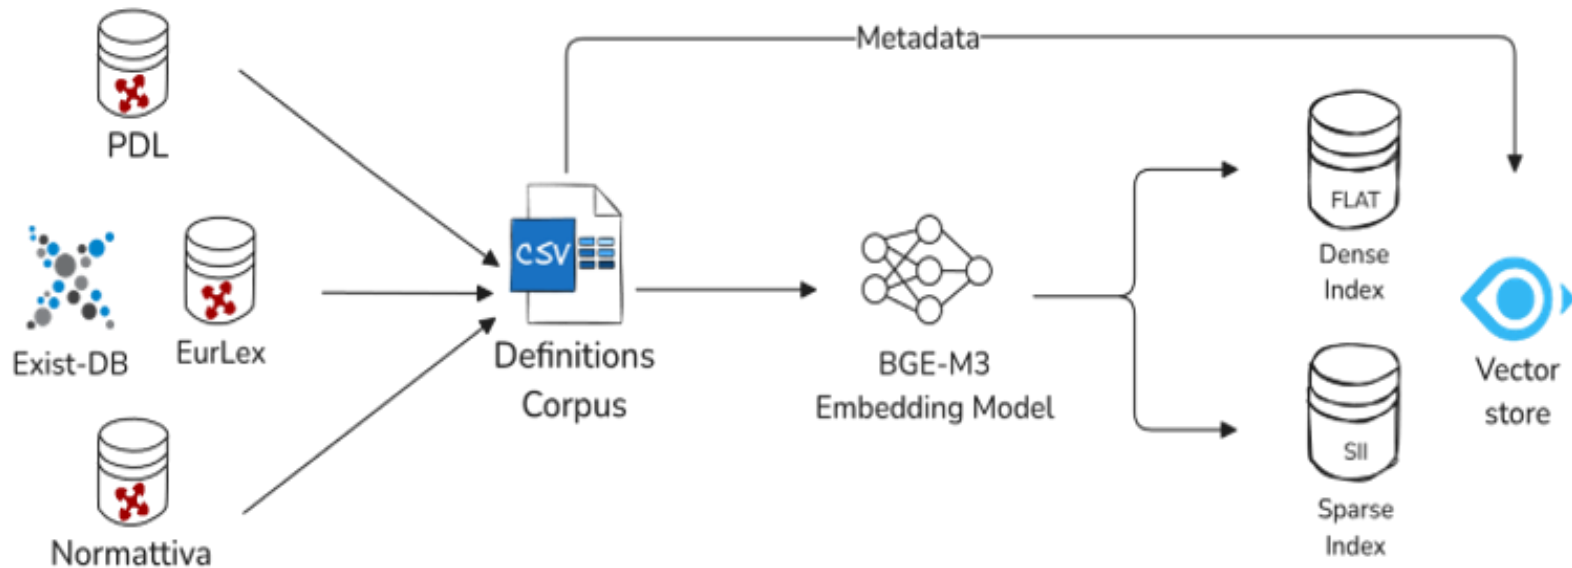 Metadata
PDL
Exist-DB
EurLex
Normattiva
CSV
Definitions
Corpus
BGE-M3
Embedding Model
FLAT
Dense
Index
SII
Sparse
Index
Vector
store